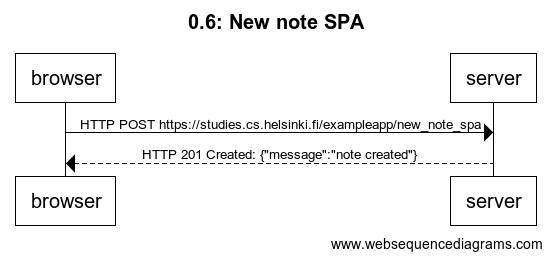 0.6: New note SPA
browser server
HTTP POST https://studies.cs.helsinki.fi/exampleapp/new_note_spa
HTTP 201 Created: {"message":"note created"}
browser server
www.websequencediagrams.com